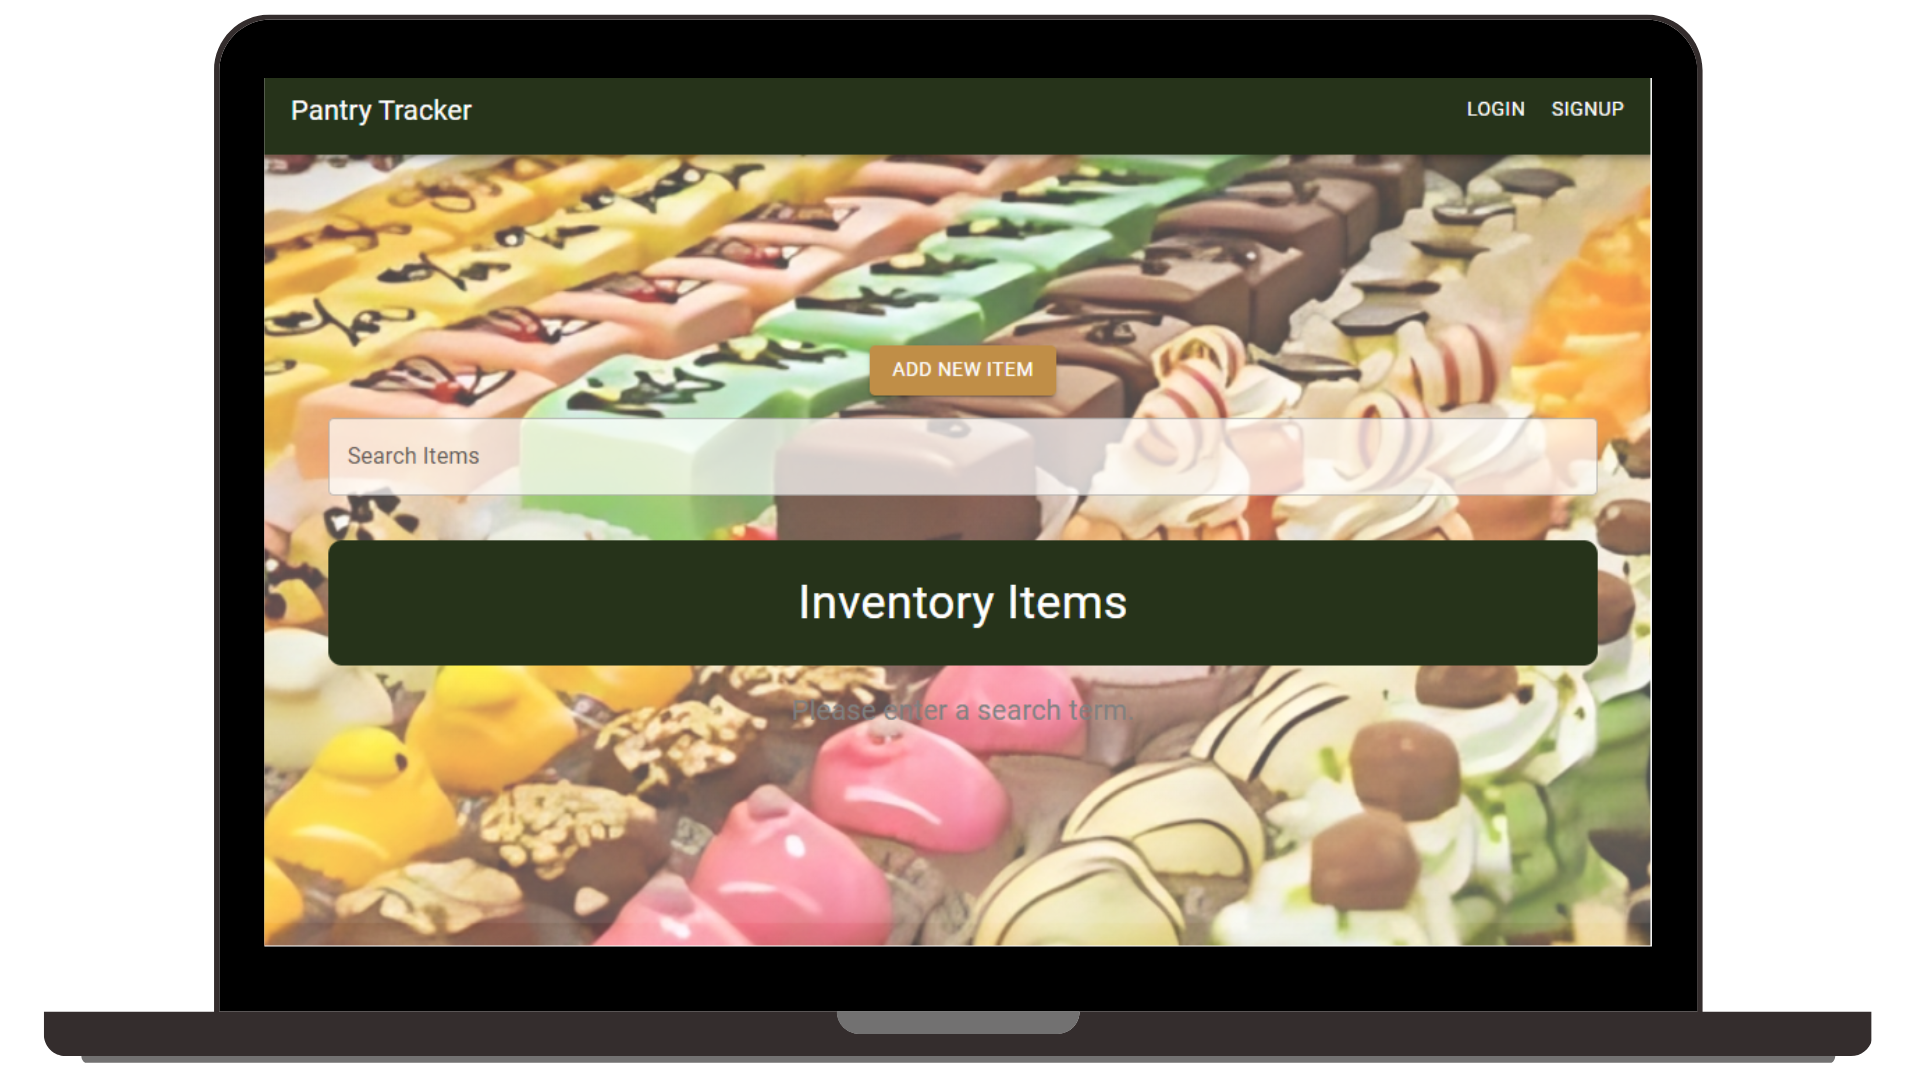 Pantry Tracker
LOGIN SIGNUP
ADD NEW ITEM
Search Items
Inventory Items
Please enter a search term.